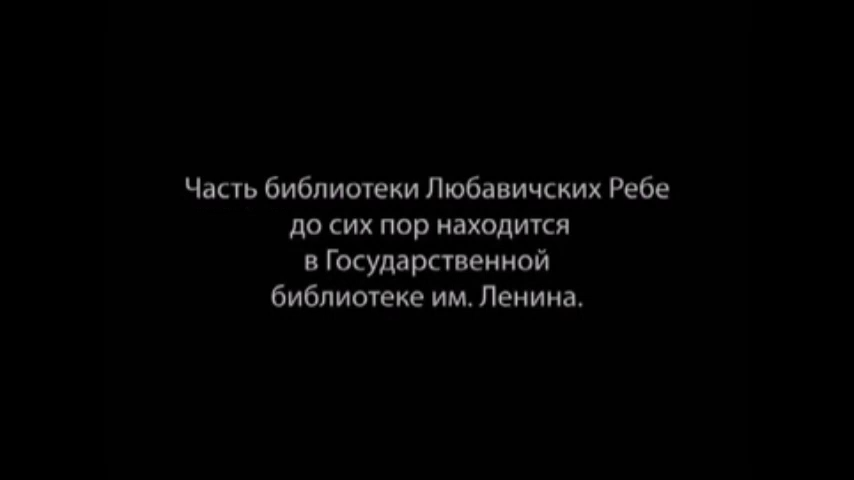 Часть библиотеки Любавичских Ребе
до сих пор находится
в Государственной
библиотеке им. Ленина.